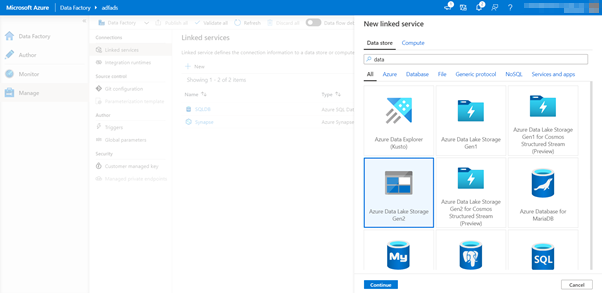 Microsoft Azure
Data Factory
adlads
Data Factory
Author
Monitor
Manage
Data Factory
Validate all
Refresh
Discard all
Data flow de
Connections
Linked services
Integration runtimes
Source control
Git configuration
Author
Triggers
Global parameters
Security
Customer managed key
Managed private endpoints
Linked services
Linked service defines the connection information to a data store or compute
New
Showing 1 - 2 of 2 items
Name
Type
SQLDB
Azure SQL Dat
Synapse
Azure Synapse
New linked service
Data store
Compute
data
All
Azure
Database
File
Generic protocol
NoSQL
Services and apps
Azure Data Explorer
(Kusto)
Azure Data Lake Storage
Gen1
Azure Data Lake Storage
Gen1 for Cosmos
Structured Stream
(Preview)
Azure Data Lake Storage
Gen2
Azure Data Lake Storage
Gen2 for Cosmos
Structured Stream
(Preview)
Azure Database for
MariaDB
My
SQL
Continue
Cancel